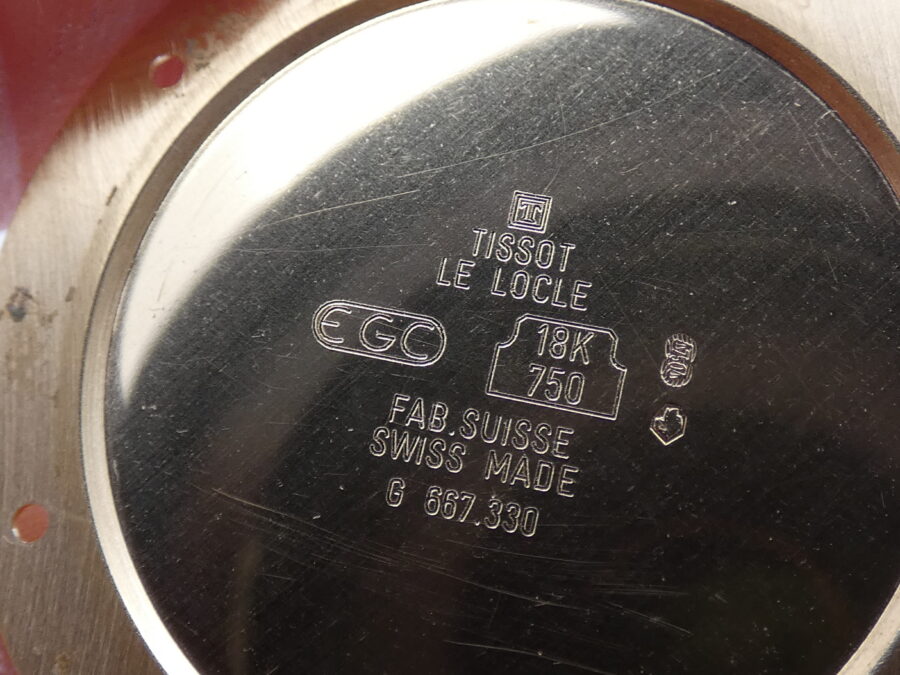 T
TISSOT
LE LOCLE
EGC
18K
750
FAB.SUISSE
SWISS MADE
G 667.330